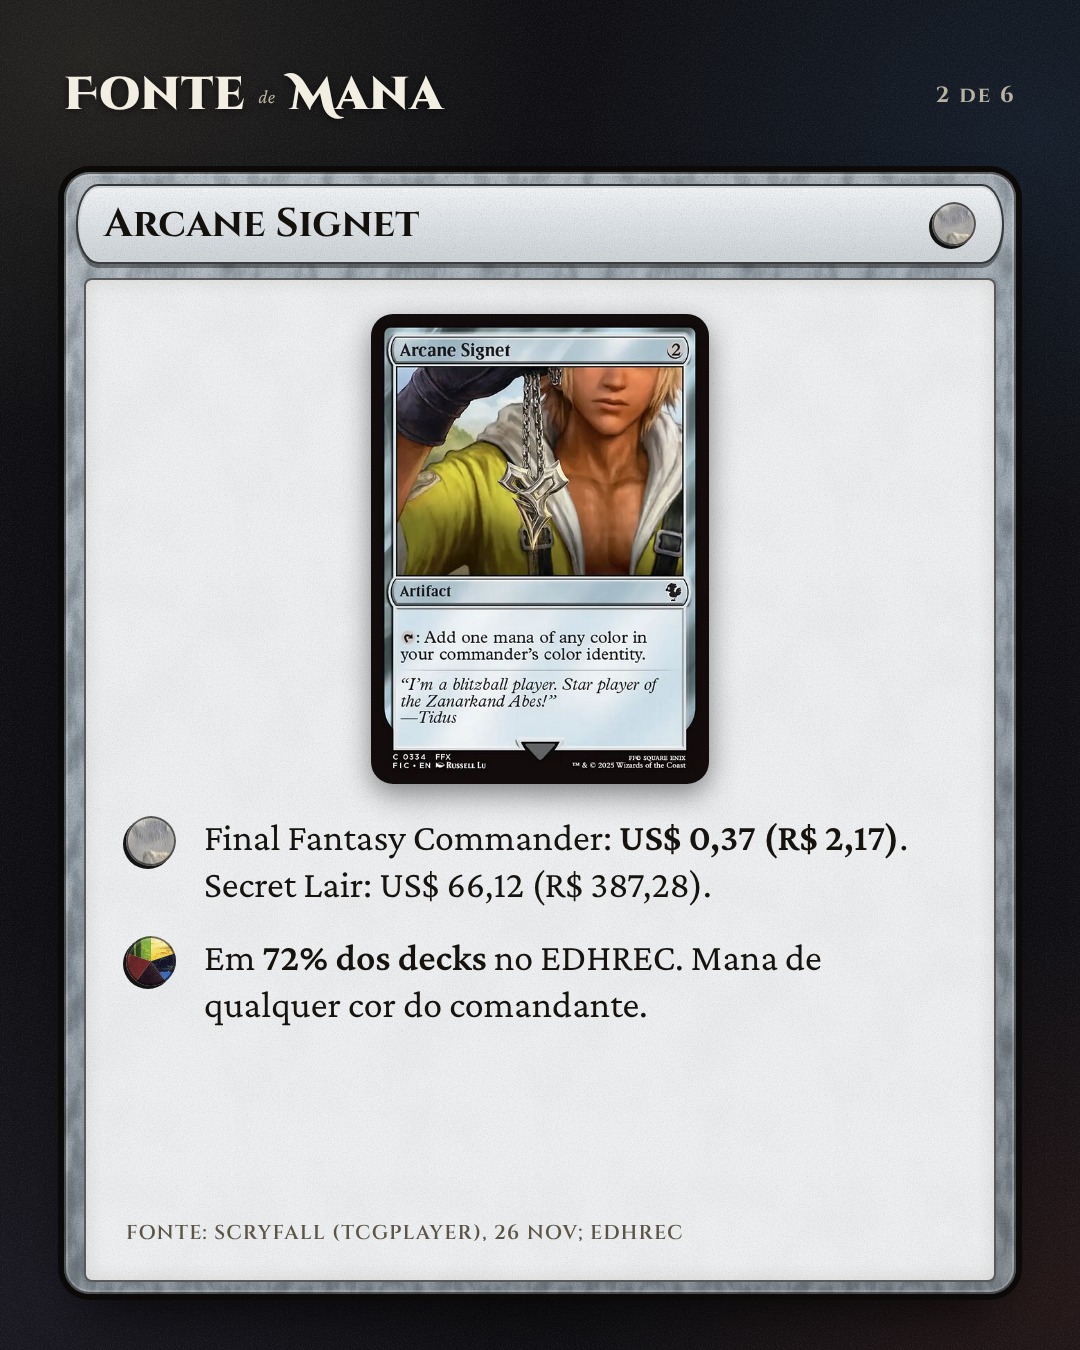 Fonte de Mana
2 de 6
Arcane Signet
Arcane Signet 2
Artifact
: Add one mana of any color in
your commander's color identity.
“I'm a blitzball player. Star player of
the Zanarkand Abes!”
—Tidus
C 0334 FFX
FIC • EN Russell Lu
FF© SQUARE ENIX
™ & © 2025 Wizards of the Coast
Final Fantasy Commander: US$ 0,37 (R$ 2,17).
Secret Lair: US$ 66,12 (R$ 387,28).
Em 72% dos decks no EDHREC. Mana de
qualquer cor do comandante.
Fonte: Scryfall (TCGplayer), 26 nov; EDHREC